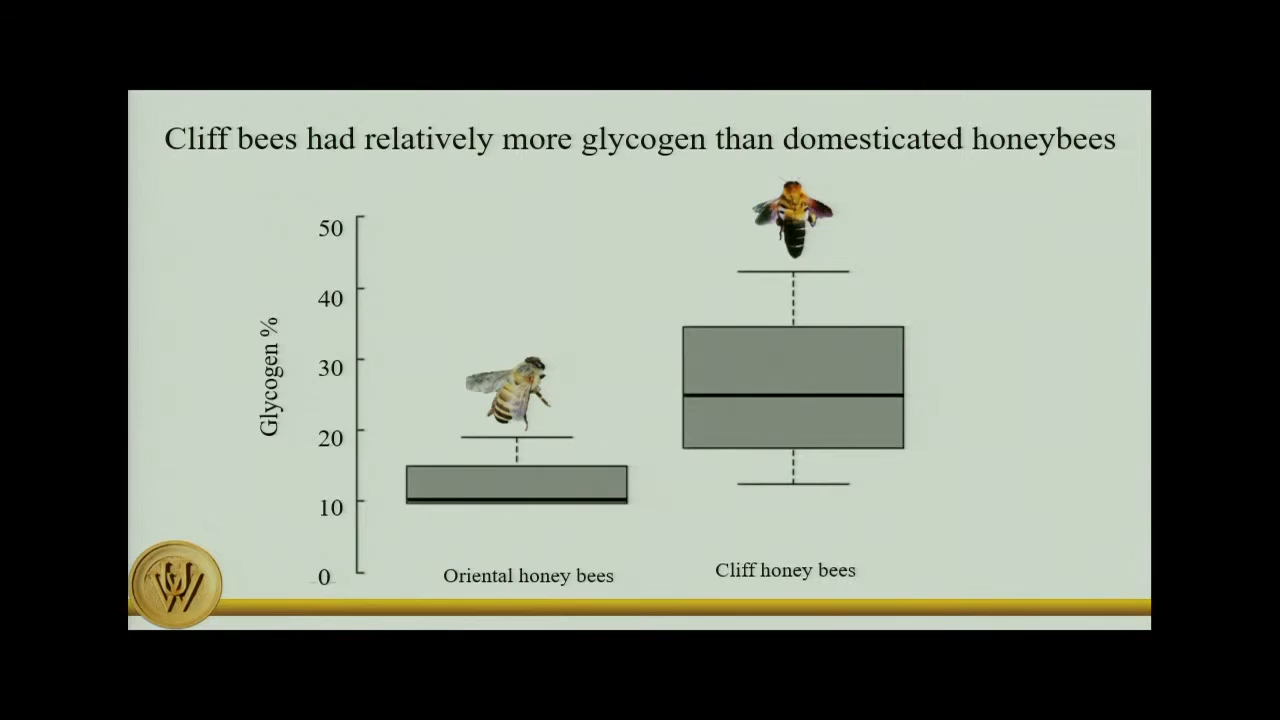 Cliff bees had relatively more glycogen than domesticated honeybees
Glycogen %
50
40
30
20
10
0
Oriental honey bees
Cliff honey bees